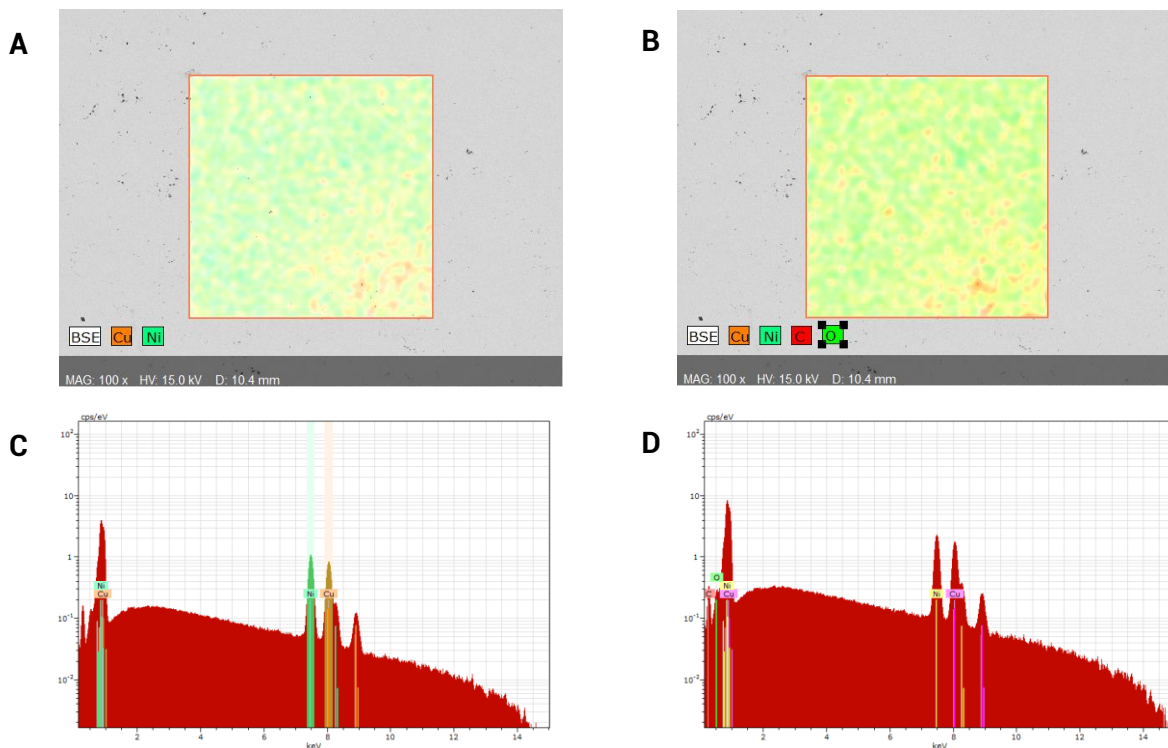 A
BSE Cu Ni
MAG: 100 x HV: 15.0 kV D: 10.4 mm
B
BSE Cu Ni C O
MAG: 100 x HV: 15.0 kV D: 10.4 mm
C
cps/eV
10²
10
1
10⁻¹
10⁻²
Ni
Cu
Ni Cu
2 4 6 8 10 12 14
keV
D
cps/eV
10²
10
1
10⁻¹
10⁻²
O
Ni
C Cu
Ni Cu
2 4 6 8 10 12 14
keV